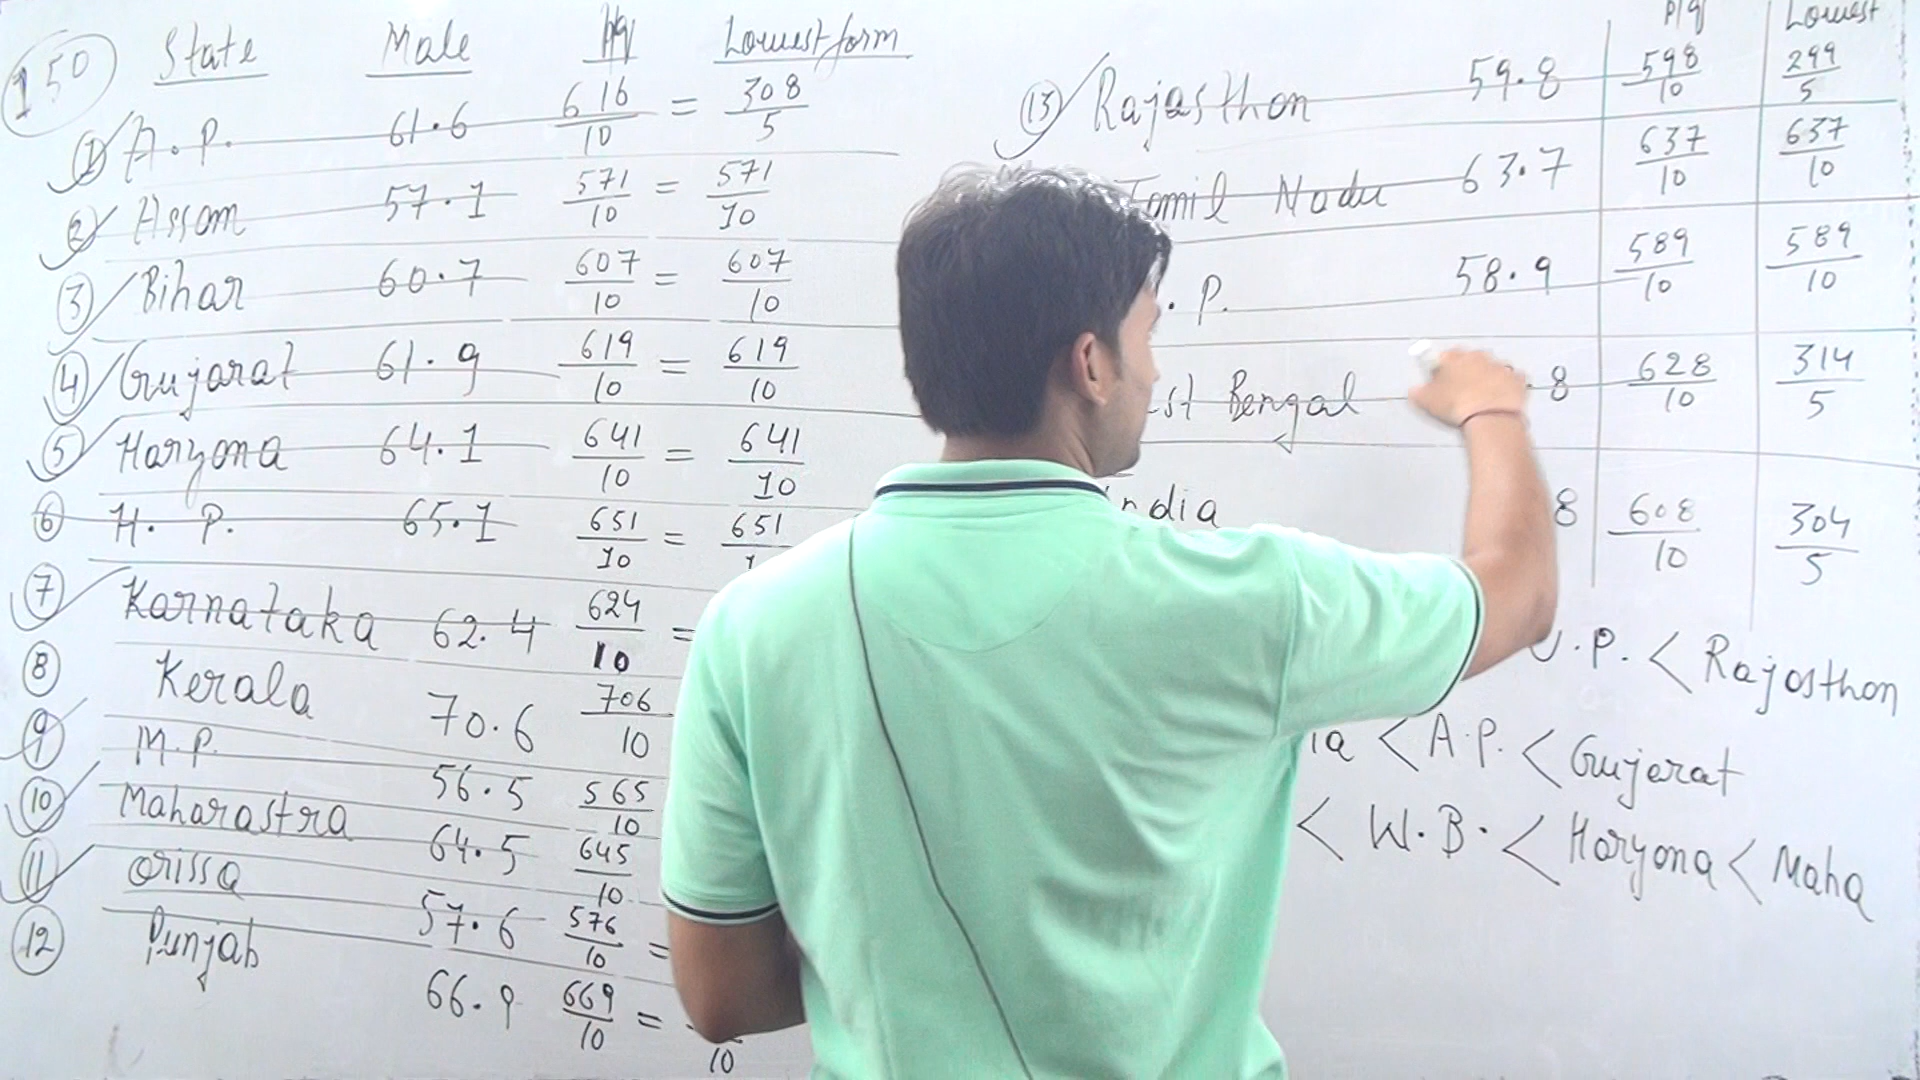 150 State Male P/q Lowest form
① A. P. 61.6 616/10 = 308/5
② Assam 57.1 571/10 = 571/10
③ Bihar 60.7 607/10 = 607/10
④ Gujarat 61.9 619/10 = 619/10
⑤ Haryana 64.1 641/10 = 641/10
⑥ H. P. 65.1 651/10 = 651
⑦ Karnataka 62.4 624/10 =
⑧ Kerala 70.6 706/10
⑨ M.P. 56.5 565/10
⑩ Maharastra 64.5 645/10
⑪ Orissa 57.6 576/10 =
⑫ Punjab 66.9 669/10 = 10
P/q Lowest
⑬ Rajasthan 59.8 598/10 299/5
Tamil Nadu 63.7 637/10 637/10
. P. 58.9 589/10 589/10
st Bengal .8 628/10 314/5
India 8 608/10 304/5
U.P. < Rajasthan
ia < A.P. < Gujarat
< W.B. < Haryana < Maha